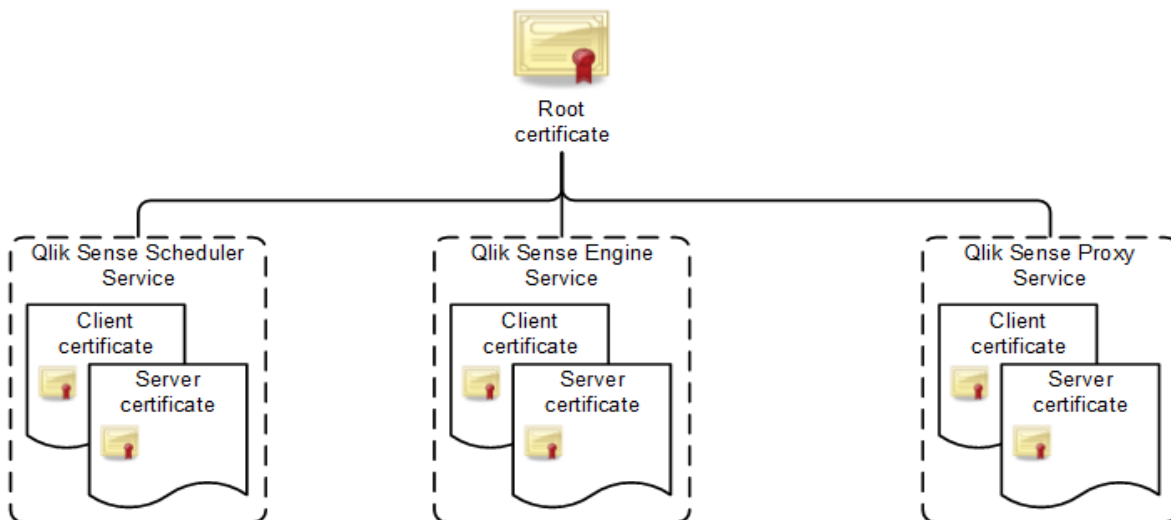 Root
certificate
Qlik Sense Scheduler
Service
Client
certificate
Server
certificate
Qlik Sense Engine
Service
Client
certificate
Server
certificate
Qlik Sense Proxy
Service
Client
certificate
Server
certificate